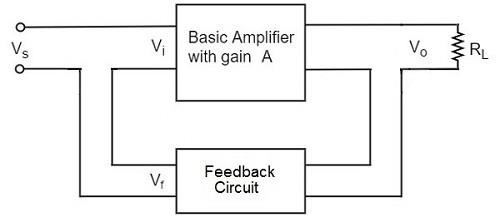 Basic Amplifier
with gain A
Vs
Vi
Vo
RL
Vf
Feedback
Circuit